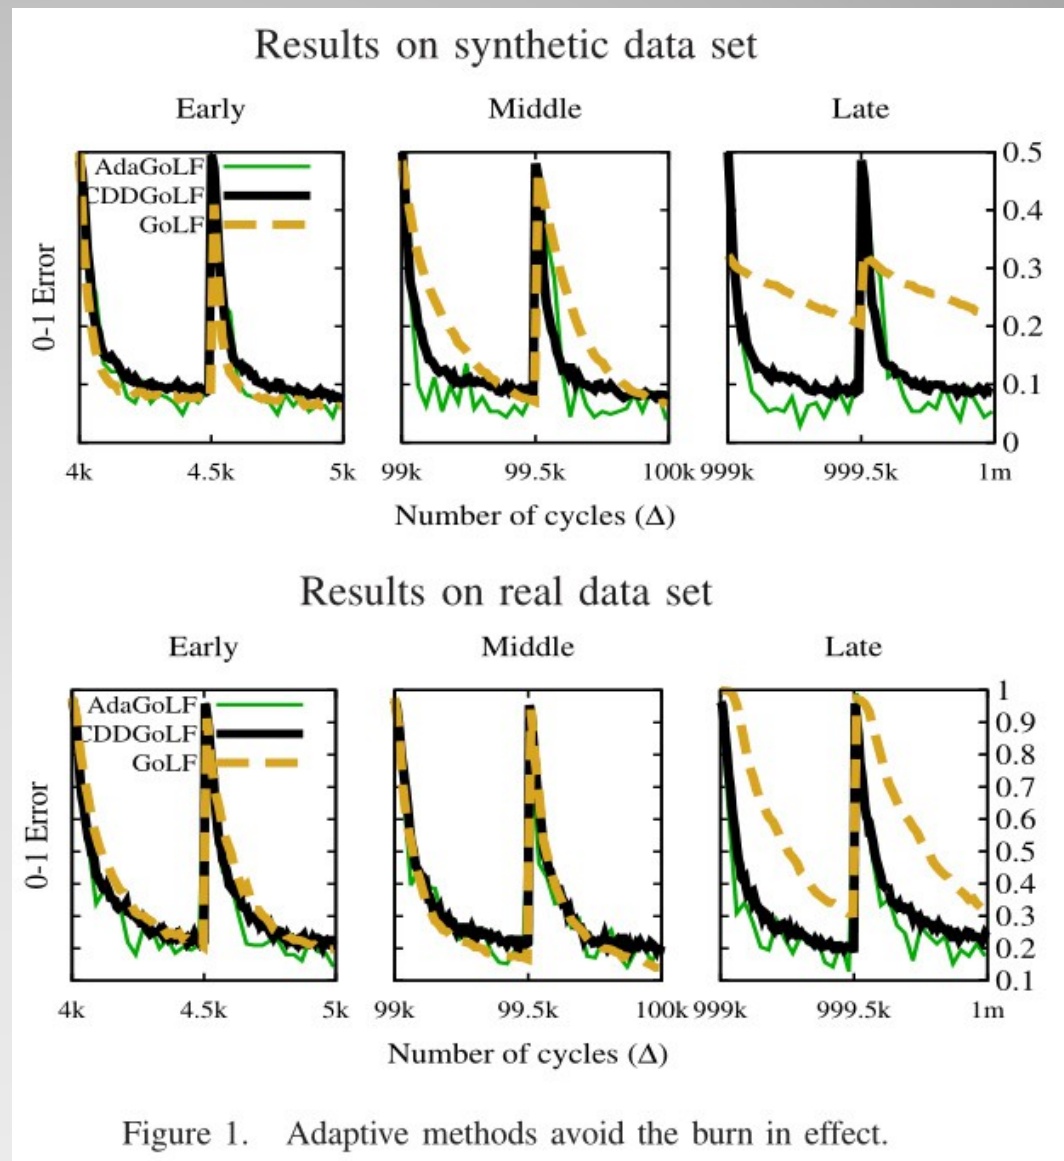 Results on synthetic data set
Early Middle Late
AdaGoLF
CDDGoLF
GoLF
0-1 Error
0.5
0.4
0.3
0.2
0.1
0
4k 4.5k 5k 99k 99.5k 100k 999k 999.5k 1m
Number of cycles (Δ)
Results on real data set
Early Middle Late
AdaGoLF
CDDGoLF
GoLF
0-1 Error
1
0.9
0.8
0.7
0.6
0.5
0.4
0.3
0.2
0.1
4k 4.5k 5k 99k 99.5k 100k 999k 999.5k 1m
Number of cycles (Δ)
Figure 1. Adaptive methods avoid the burn in effect.